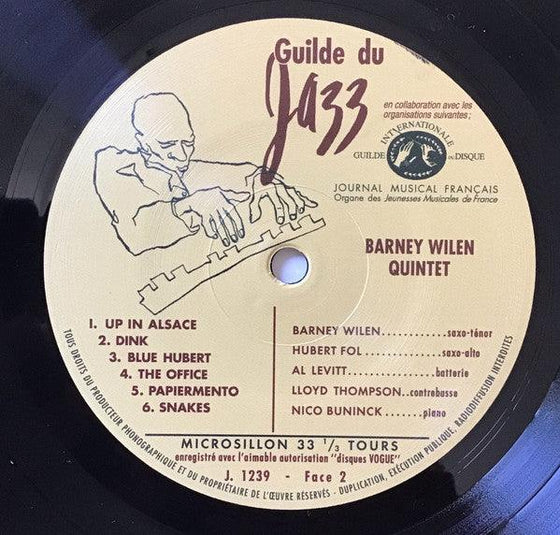 Guilde du
Jazz
en collaboration avec les
organisations suivantes :
INTERNATIONALE
GUILDE DU DISQUE
JOURNAL MUSICAL FRANÇAIS
Organe des Jeunesses Musicales de France
BARNEY WILEN
QUINTET
1. UP IN ALSACE
2. DINK
3. BLUE HUBERT
4. THE OFFICE
5. PAPIERMENTO
6. SNAKES
BARNEY WILEN............saxo-ténor
HUBERT FOL............saxo-alto
AL LEVITT............batterie
LLOYD THOMPSON..contrebasse
NICO BUNINCK.......piano
MICROSILLON 33 1/3 TOURS
enregistré avec l'aimable autorisation "disques VOGUE"
J. 1239 - Face 2
TOUS DROITS DU PRODUCTEUR PHONOGRAPHIQUE ET DU PROPRIÉTAIRE DE L'ŒUVRE RÉSERVÉS - DUPLICATION, EXÉCUTION PUBLIQUE, RADIODIFFUSION INTERDITES